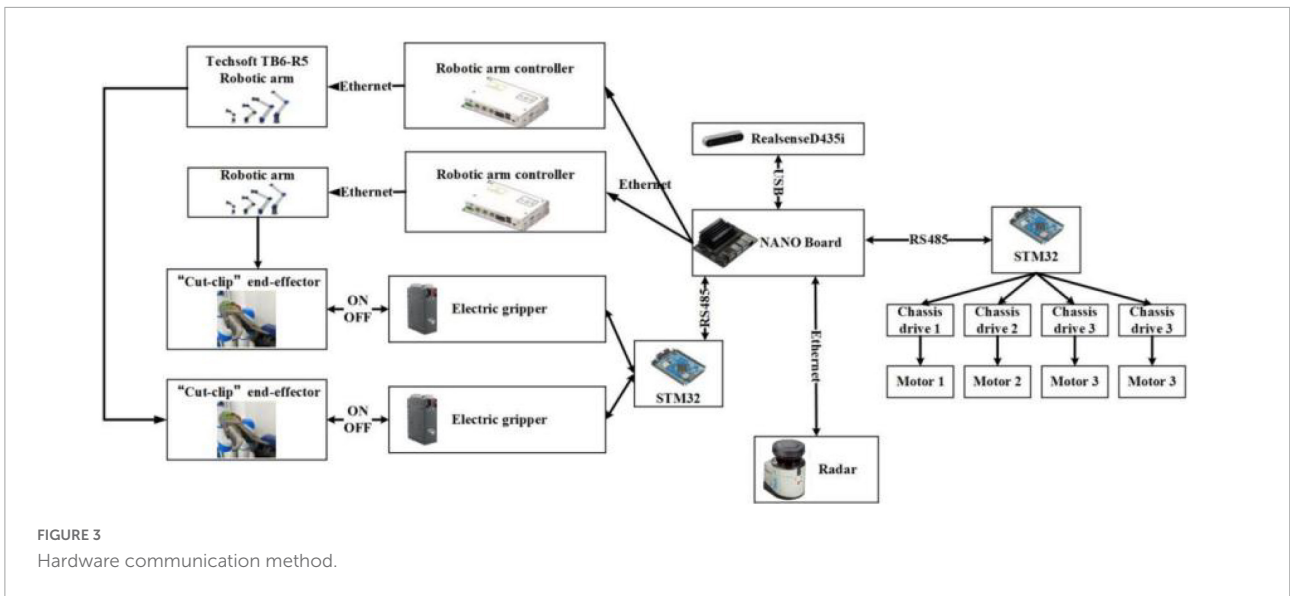 Techsoft TB6-R5
Robotic arm
Ethernet
Robotic arm controller
RealsenseD435i
Robotic arm
Ethernet
Robotic arm controller
Ethernet
USB
NANO Board
RS485
STM32
“Cut-clip” end-effector
ON
OFF
Electric gripper
RS485
Ethernet
Chassis
drive 1
Chassis
drive 2
Chassis
drive 3
Chassis
drive 3
STM32
Motor 1
Motor 2
Motor 3
Motor 3
“Cut-clip” end-effector
ON
OFF
Electric gripper
Radar
FIGURE 3
Hardware communication method.